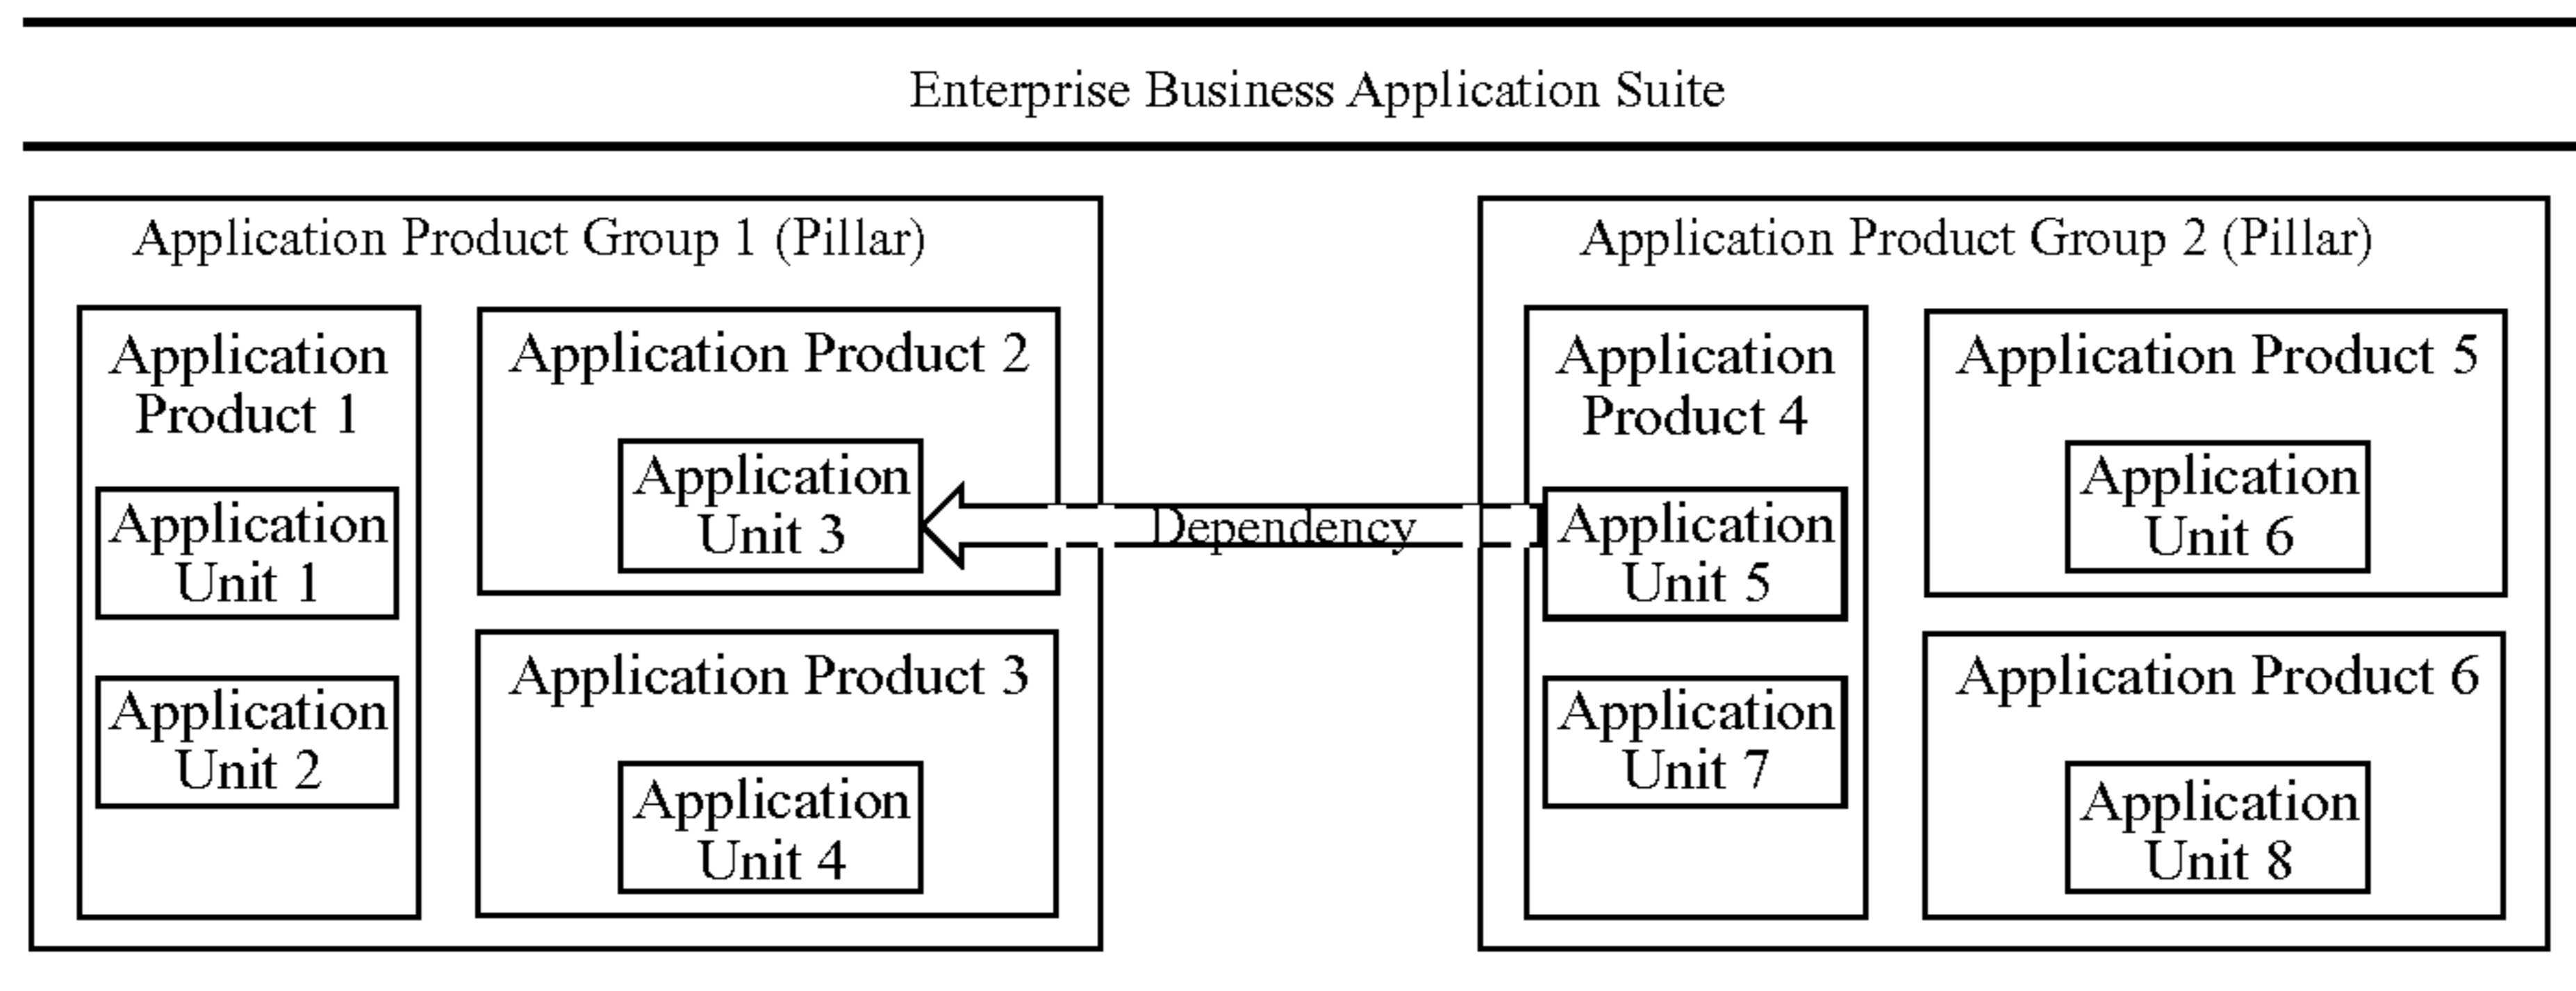 Enterprise Business Application Suite
Application Product Group 1 (Pillar)
Application
Product 1
Application
Unit 1
Application
Unit 2
Application Product 2
Application
Unit 3
Application Product 3
Application
Unit 4
Dependency
Application Product Group 2 (Pillar)
Application
Product 4
Application
Unit 5
Application
Unit 7
Application Product 5
Application
Unit 6
Application Product 6
Application
Unit 8